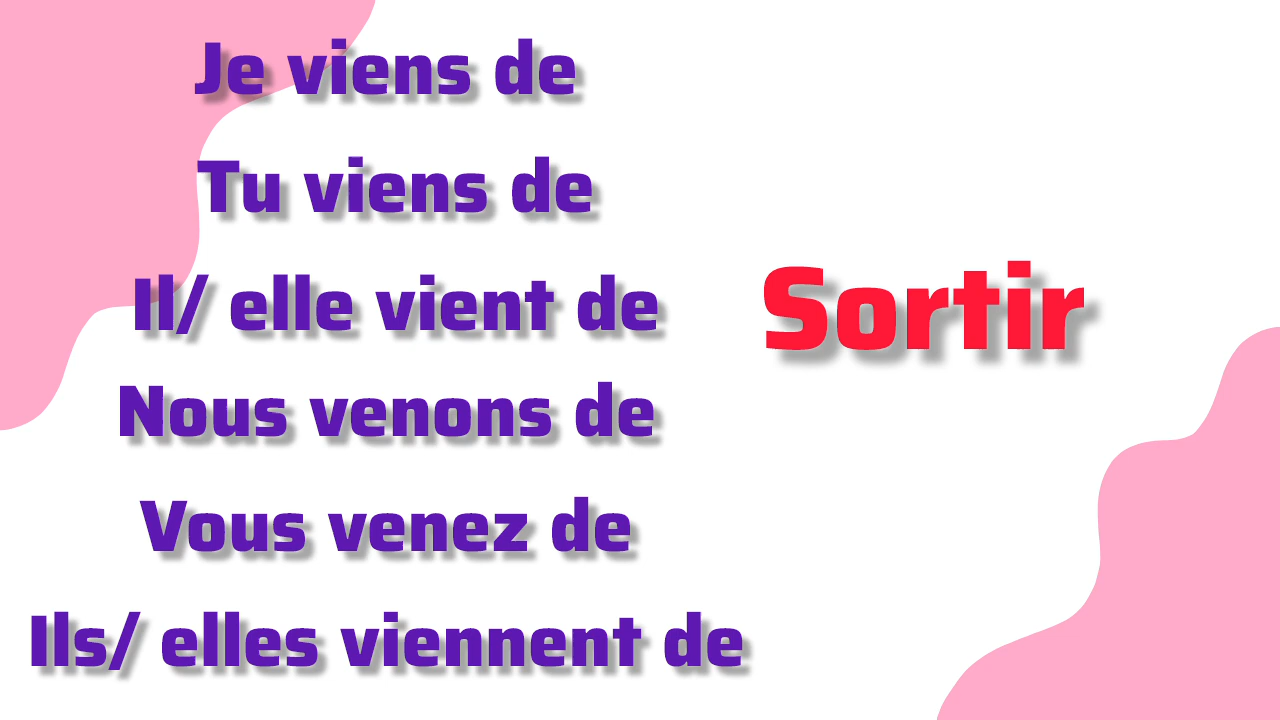 Je viens de
Tu viens de
Il/ elle vient de
Sortir
Nous venons de
Vous venez de
Ils/ elles viennent de